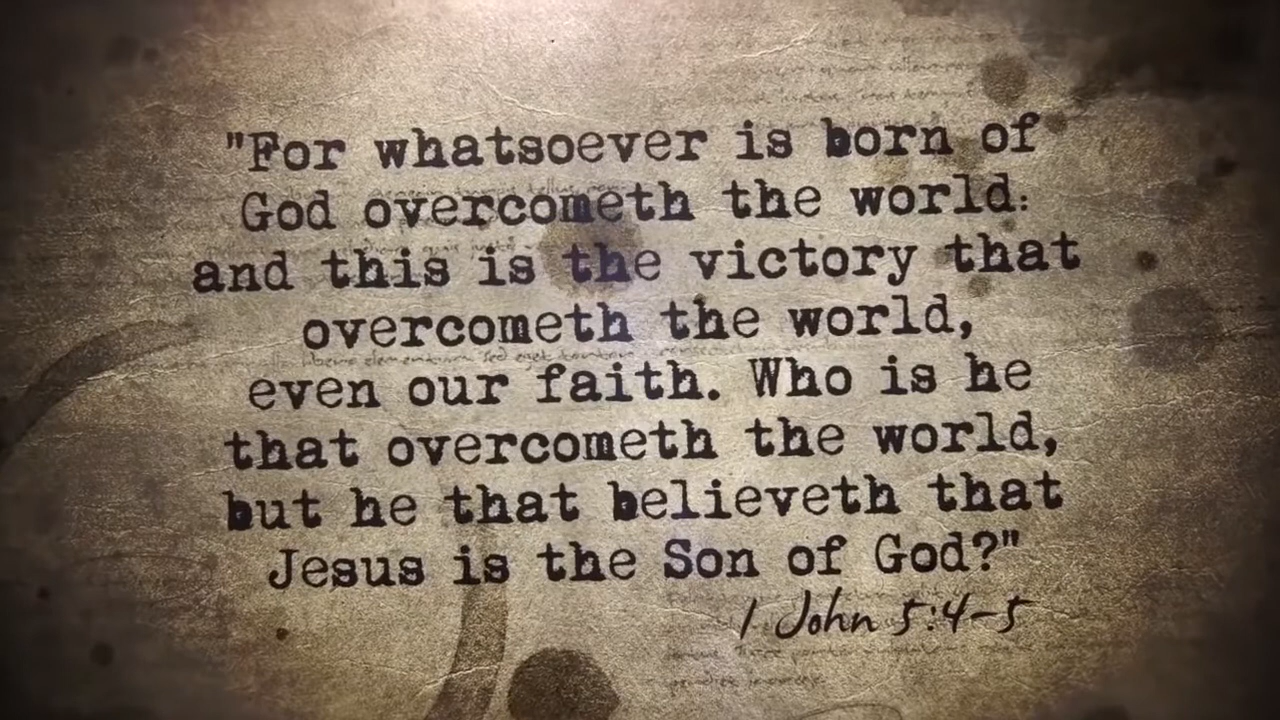 "For whatsoever is born of
God overcometh the world:
and this is the victory that
overcometh the world,
even our faith. Who is he
that overcometh the world,
but he that believeth that
Jesus is the Son of God?"
1 John 5:4-5